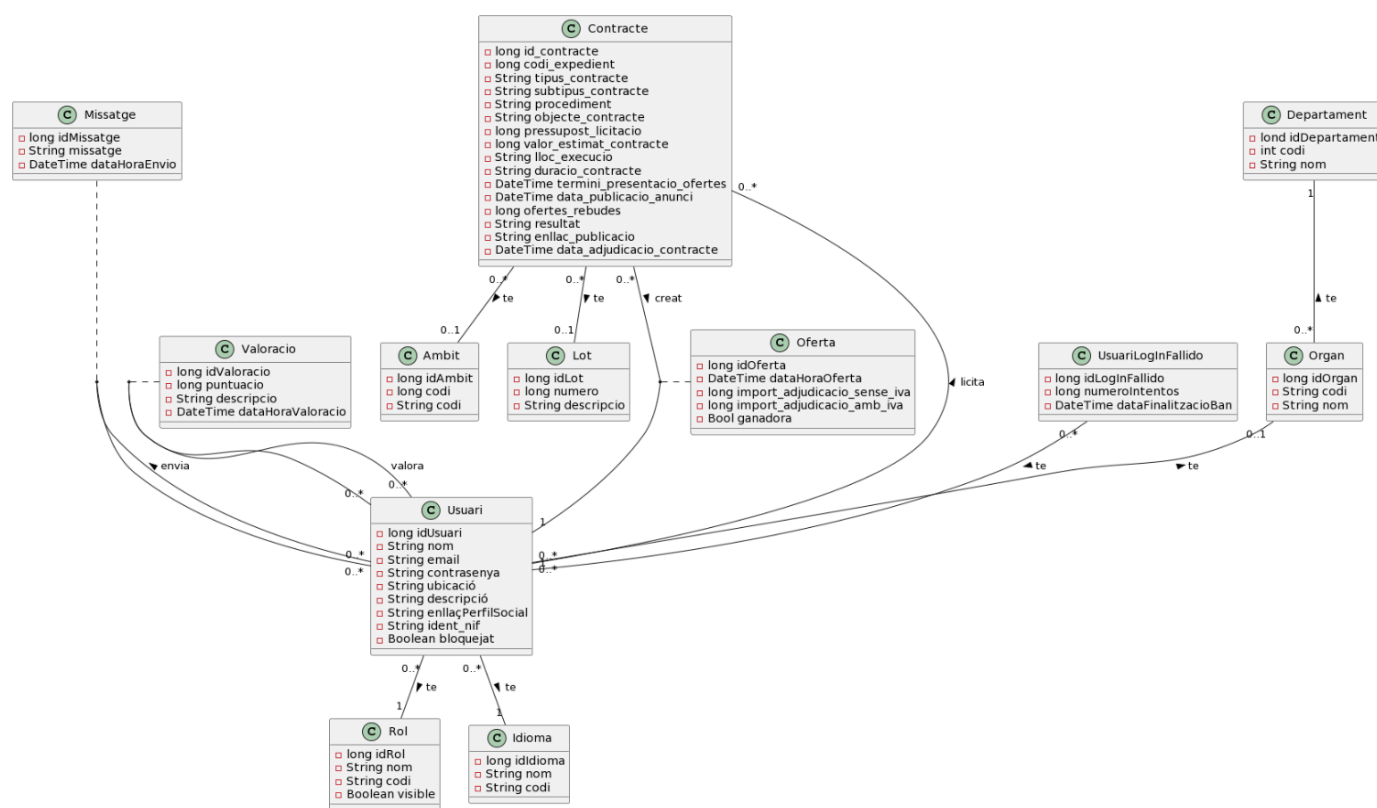 C Contracte
long id_contracte
long codi_expedient
String tipus_contracte
String subtipus_contracte
String procediment
String objecte_contracte
long pressupost_licitacio
long valor_estimat_contracte
String lloc_execucio
String duracio_contracte
DateTime termini_presentacio_ofertes
DateTime data_publicacio_anunci
long ofertes_rebudes
String resultat
String enllac_publicacio
DateTime data_adjudicacio_contracte
C Missatge
long idMissatge
String missatge
DateTime dataHoraEnvio
C Departament
lond idDepartament
int codi
String nom
0..*
1
0..*
0..*
0..*
te
te
creat
te
0..1
0..1
0..*
C Valoracio
long idValoracio
long puntuacio
String descripcio
DateTime dataHoraValoracio
C Ambit
long idAmbit
long codi
String codi
C Lot
long idLot
long numero
String descripcio
C Oferta
long idOferta
DateTime dataHoraOferta
long import_adjudicacio_sense_iva
long import_adjudicacio_amb_iva
Bool ganadora
licita
C UsuariLogInFallido
long idLogInFallido
long numeroIntentos
DateTime dataFinalitzacioBan
C Organ
long idOrgan
String codi
String nom
0..*
0..1
envia
valora
te
te
0..*
0..*
1
0..*
0..*
0..*
1
0..*
C Usuari
long idUsuari
String nom
String email
String contrasenya
String ubicació
String descripció
String enllaçPerfilSocial
String ident_nif
Boolean bloquejat
0..*
0..*
te
te
1
1
C Rol
long idRol
String nom
String codi
Boolean visible
C Idioma
long idIdioma
String nom
String codi